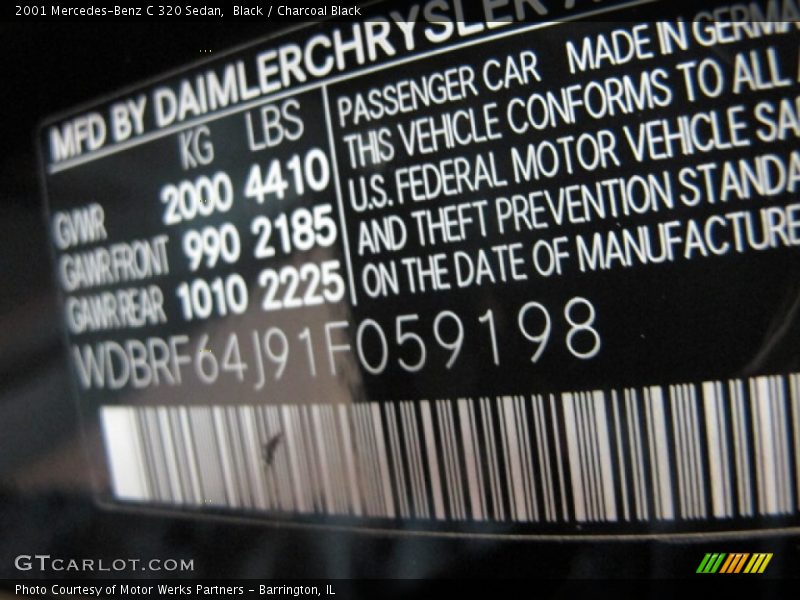 2001 Mercedes-Benz C 320 Sedan, Black / Charcoal Black
MFD BY DAIMLERCHRYSLER
KG LBS
GVWR 2000 4410
GAWR FRONT 990 2185
GAWR REAR 1010 2225
PASSENGER CAR MADE IN GERMA
THIS VEHICLE CONFORMS TO ALL A
U.S. FEDERAL MOTOR VEHICLE SA
AND THEFT PREVENTION STANDA
ON THE DATE OF MANUFACTURE
WDBRF64J91F059198
GTCARLOT.COM
Photo Courtesy of Motor Werks Partners - Barrington, IL